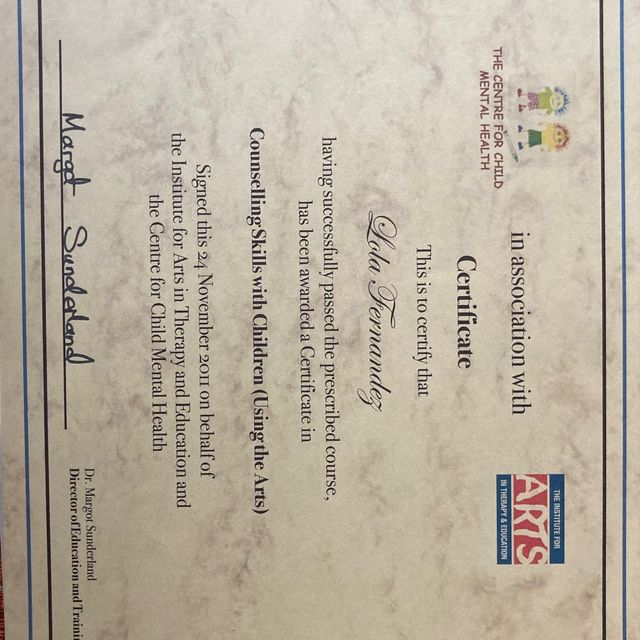 THE CENTRE FOR CHILD
MENTAL HEALTH
in association with
THE INSTITUTE FOR
ARTS
IN THERAPY & EDUCATION
Certificate
This is to certify that
Lola Fernandez
having successfully passed the prescribed course,
has been awarded a Certificate in
Counselling Skills with Children (Using the Arts)
Signed this 24 November 2011 on behalf of
the Institute for Arts in Therapy and Education and
the Centre for Child Mental Health
Margot Sunderland
Dr. Margot Sunderland
Director of Education and Trainin